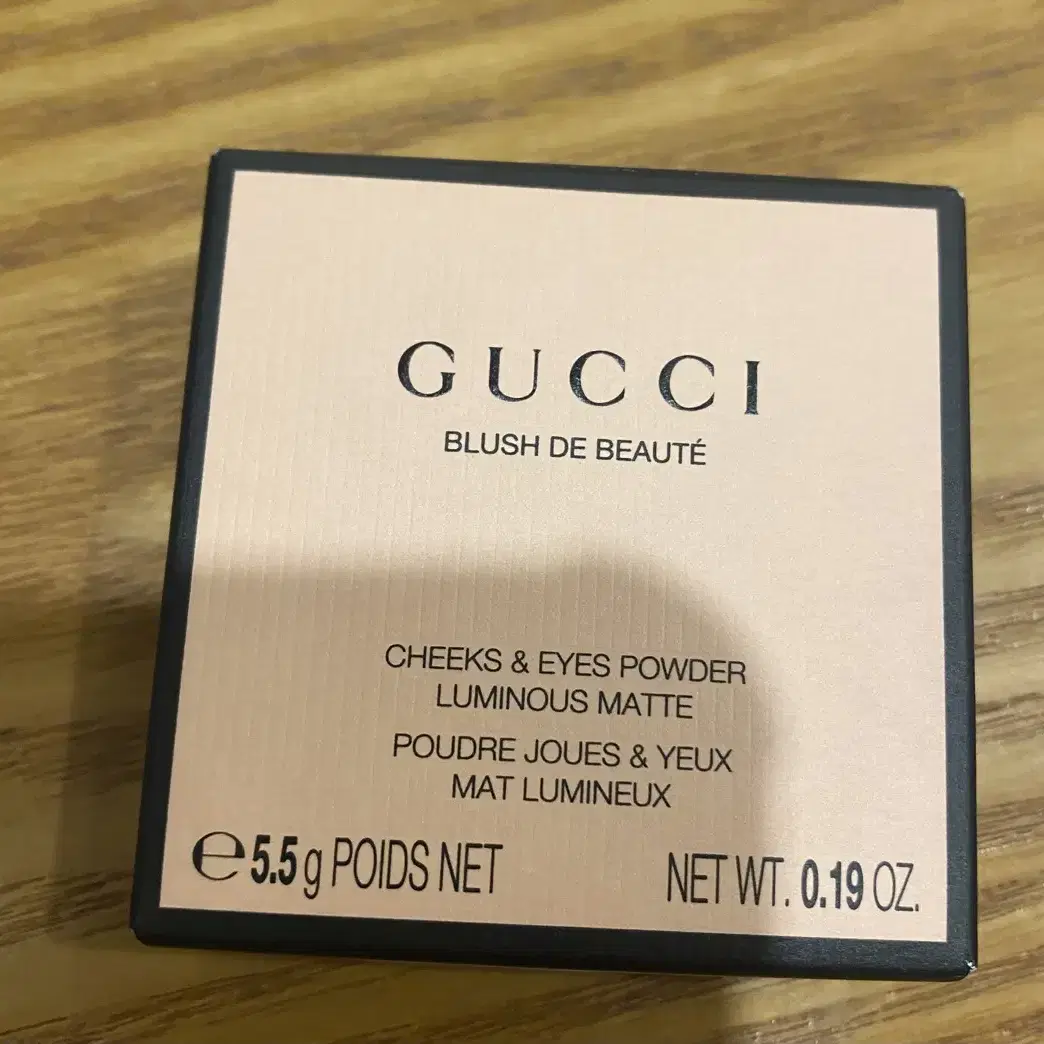 GUCCI
BLUSH DE BEAUTÉ
CHEEKS & EYES POWDER
LUMINOUS MATTE
POUDRE JOUES & YEUX
MAT LUMINEUX
℮ 5.5 g POIDS NET
NET WT. 0.19 OZ.